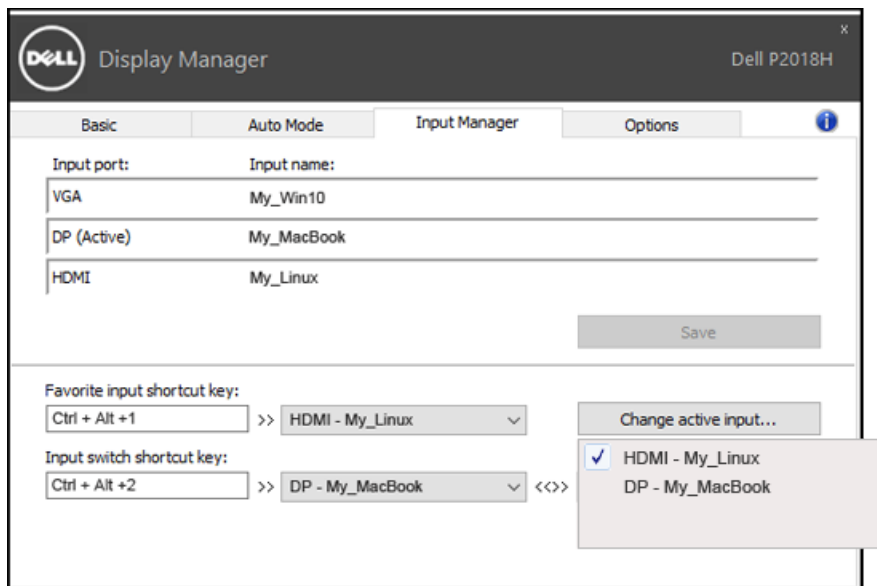 x
DELL Display Manager Dell P2018H
Basic Auto Mode Input Manager Options i
Input port: Input name:
VGA My_Win10
DP (Active) My_MacBook
HDMI My_Linux
Save
Favorite input shortcut key:
Ctrl + Alt +1 >> HDMI - My_Linux Change active input...
Input switch shortcut key:
✓ HDMI - My_Linux
Ctrl + Alt +2 >> DP - My_MacBook <<>> DP - My_MacBook